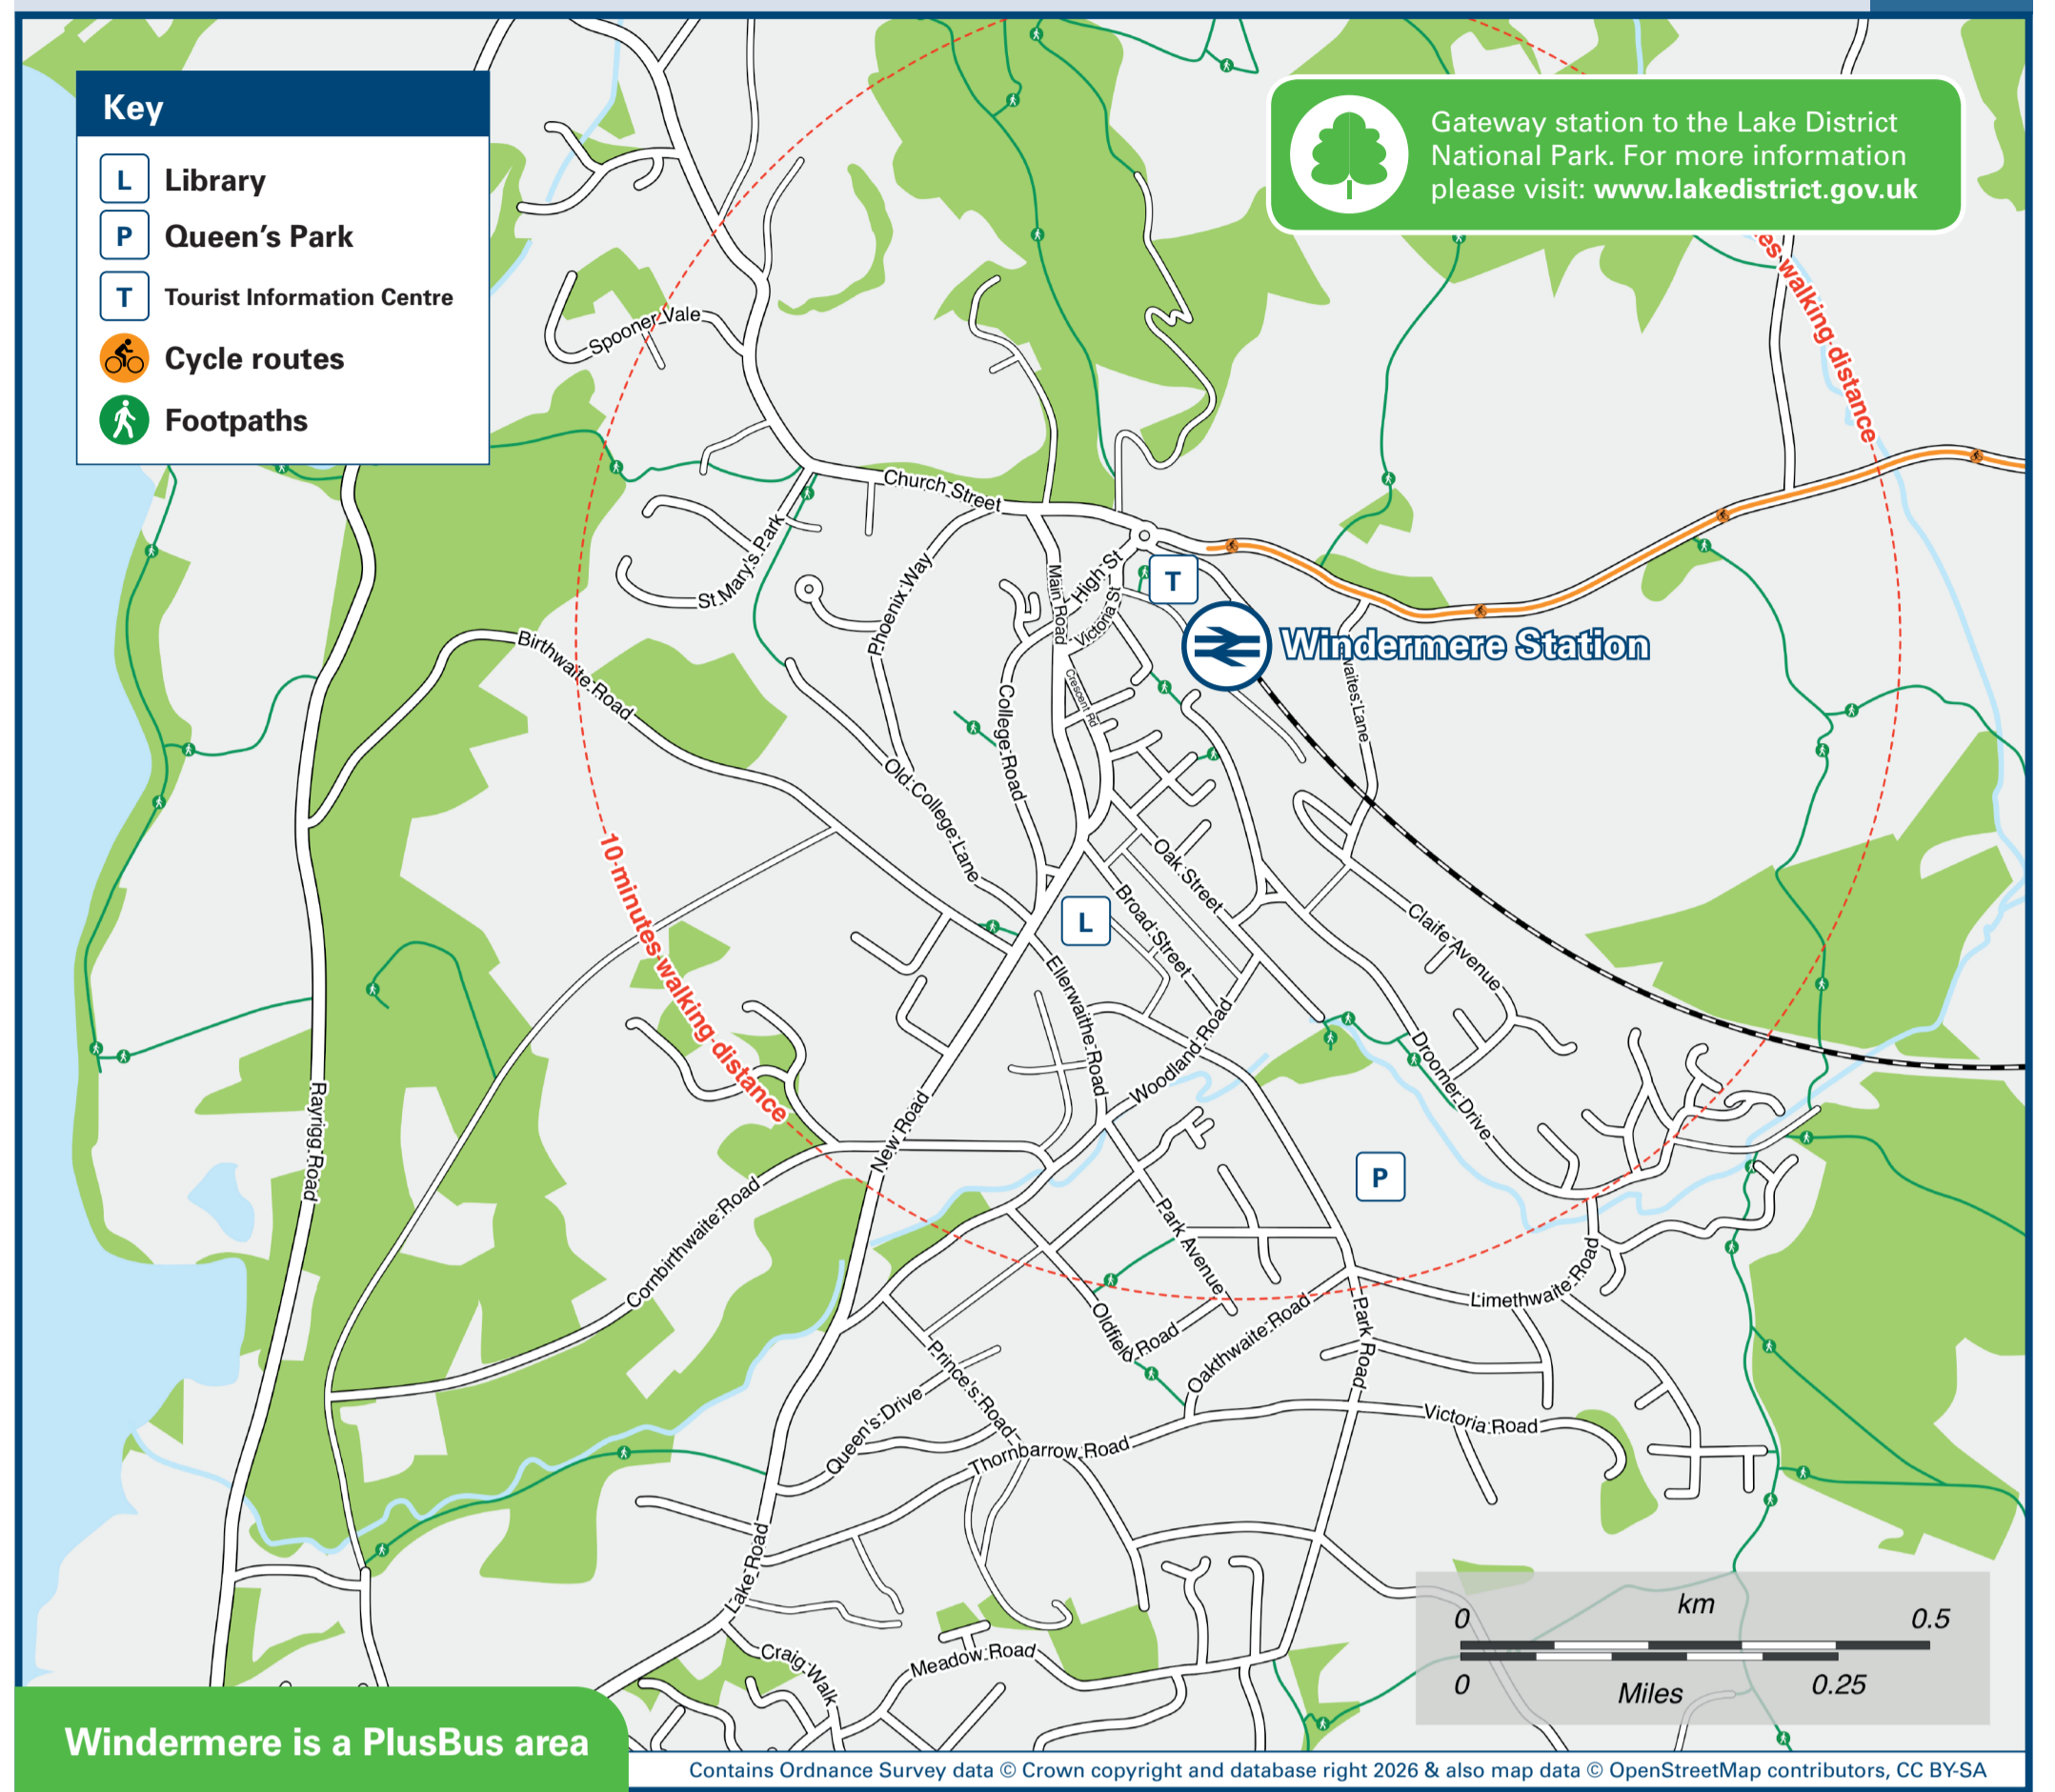 Key
L Library
P Queen's Park
T Tourist Information Centre
Cycle routes
Footpaths
Gateway station to the Lake District
National Park. For more information
please visit: www.lakedistrict.gov.uk
es walking distance
Spooner Vale
Church Street
St Mary's Park
Phoenix Way
Main Road
High St
Victoria St
T
Windermere Station
Birthwaite Road
Crescent Rd
College Road
waites Lane
Old College Lane
10 minutes walking distance
Oak Street
L
Broad Street
Claife Avenue
Ellerwaithe Road
Woodland Road
Droomer Drive
Rayrigg Road
New Road
P
Cornbirthwaite Road
Park Avenue
Limethwaite Road
Oldfield Road
Oakthwaite Road
Park Road
Prince's Road
Queen's Drive
Victoria Road
Thornbarrow Road
Lake Road
Craig Walk
Meadow Road
km
0 0.5
0 0.25
Miles
Windermere is a PlusBus area
Contains Ordnance Survey data © Crown copyright and database right 2026 & also map data © OpenStreetMap contributors, CC BY-SA